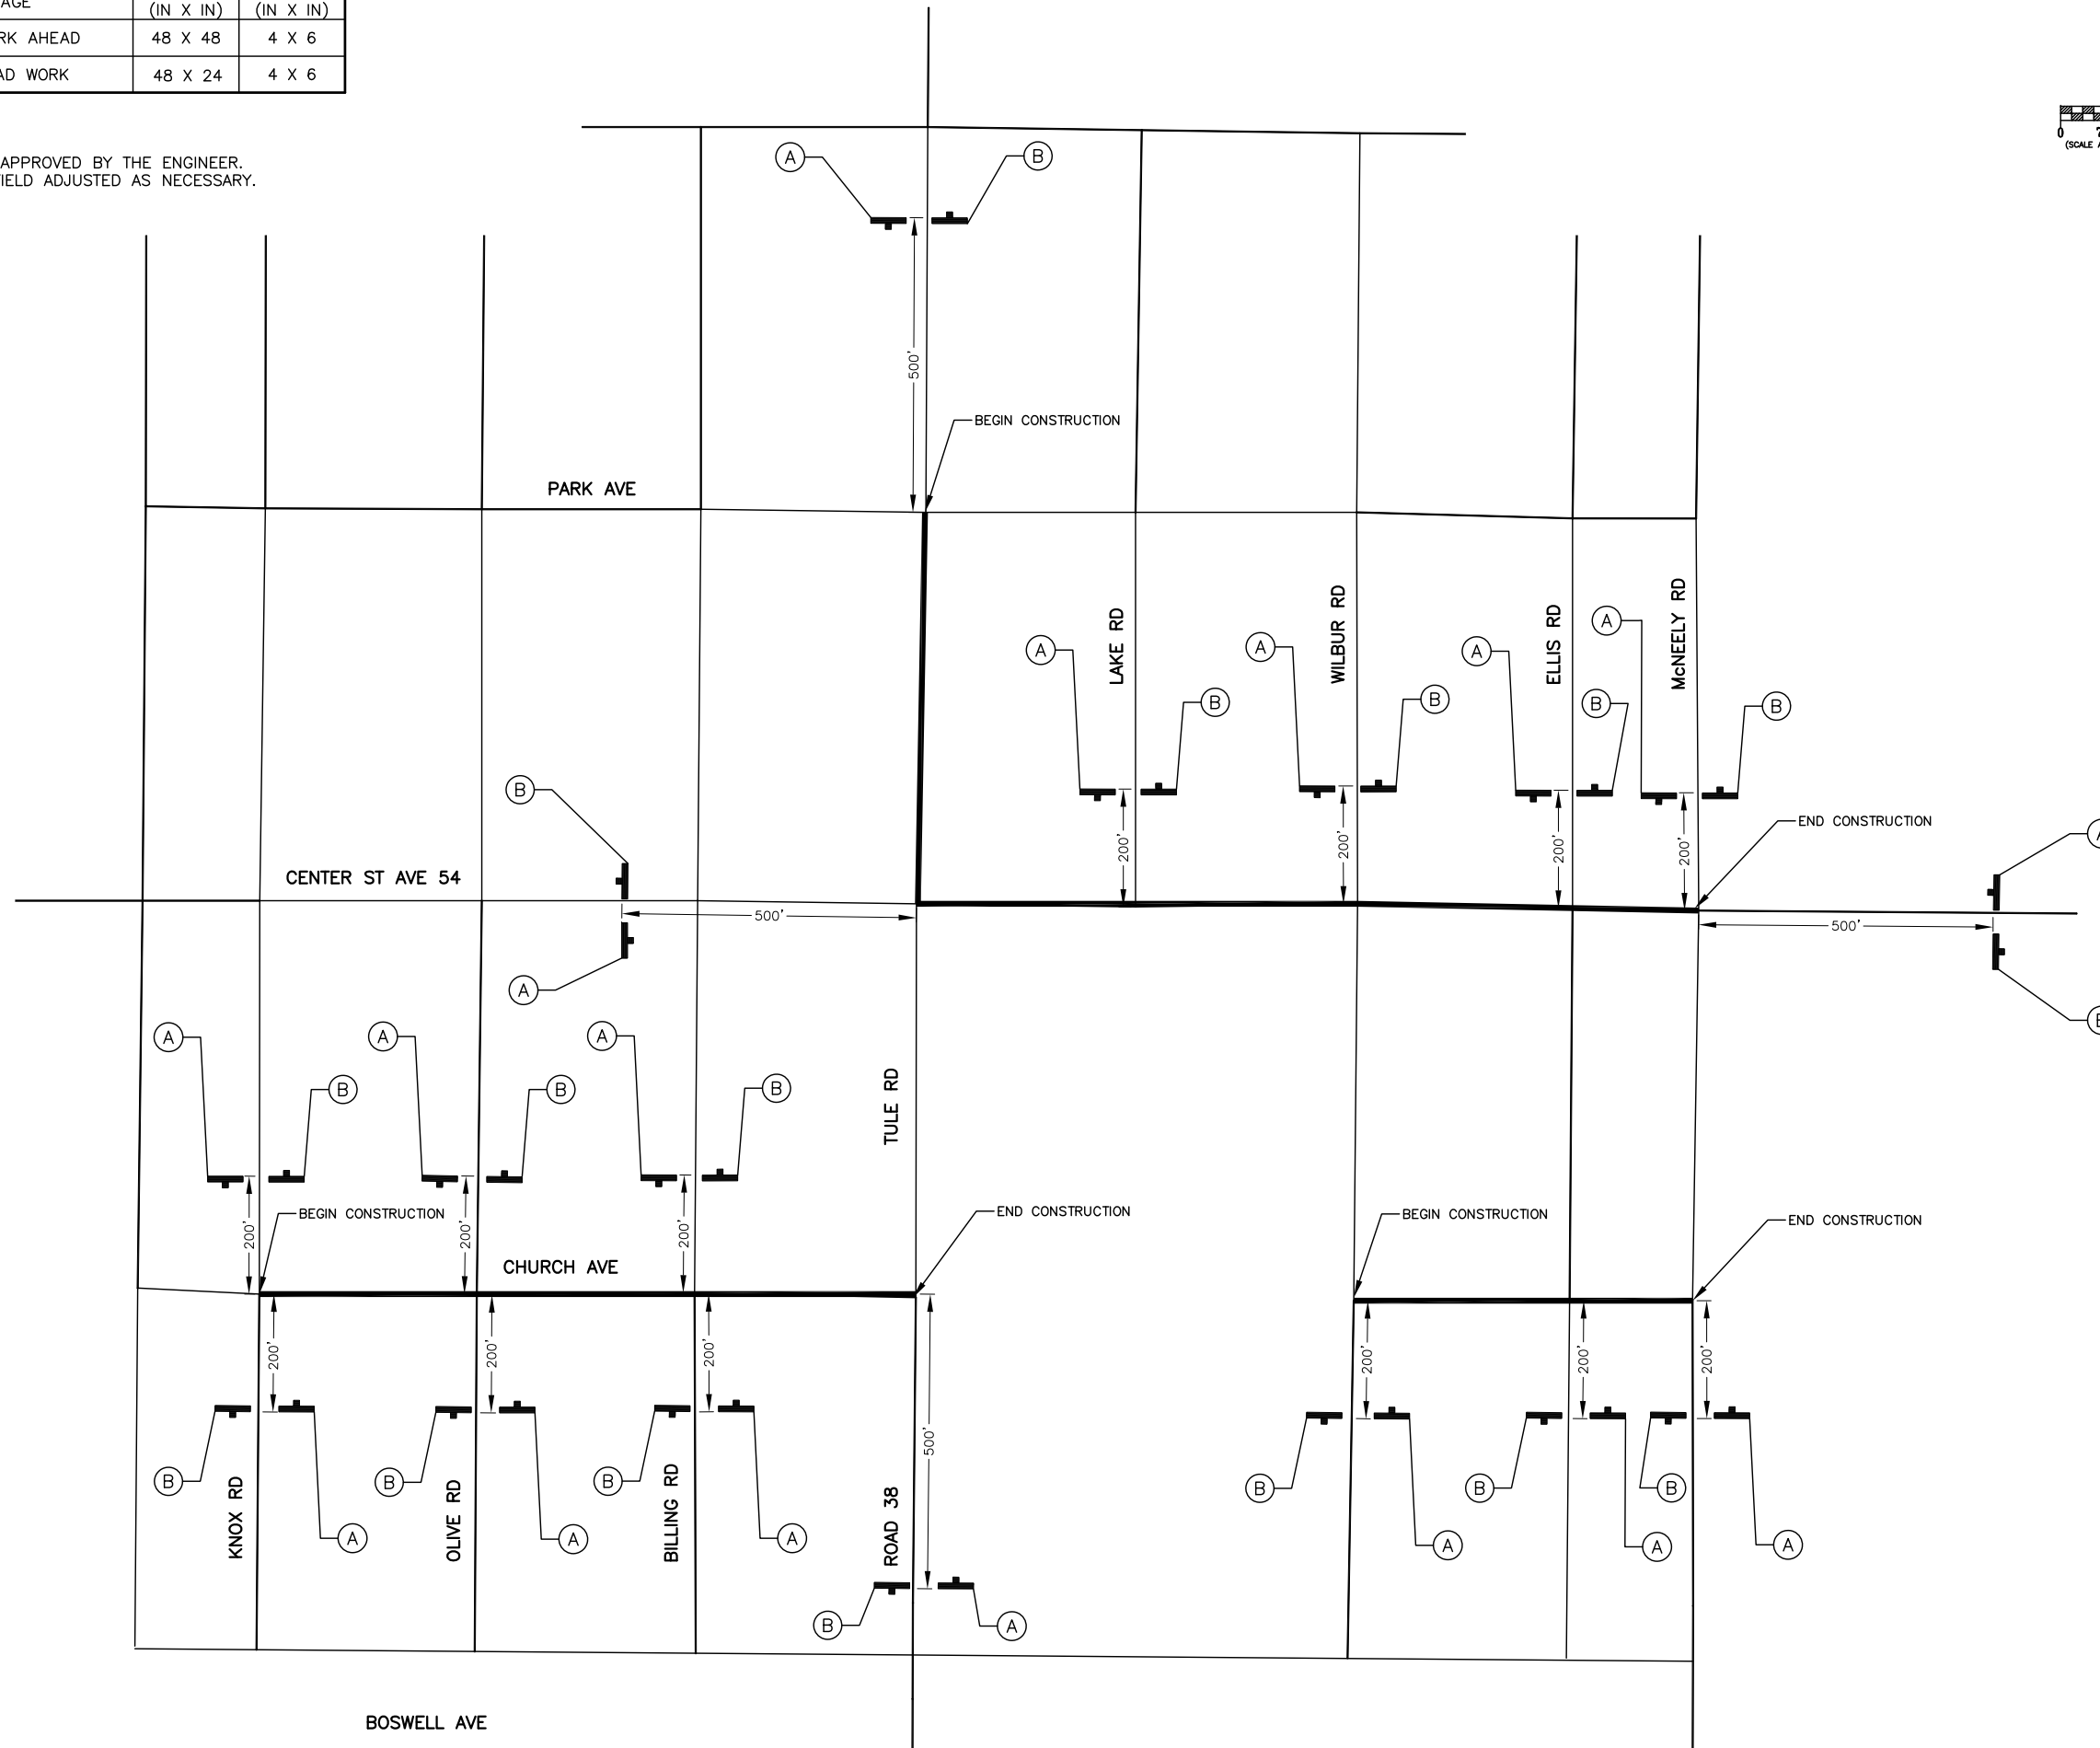 (IN X IN) (IN X IN)
AHEAD 48 X 48 4 X 6
WORK 48 X 24 4 X 6
APPROVED BY THE ENGINEER.
ADJUSTED AS NECESSARY.
0
(SCALE
A B
500'
BEGIN CONSTRUCTION
PARK AVE
LAKE RD
WILBUR RD
ELLIS RD
McNEELY RD
A A A A
B B B B
B
200' 200' 200' 200'
END CONSTRUCTION
CENTER ST AVE 54
500'
500'
A
A A A
B B B
TULE RD
200' 200' 200'
BEGIN CONSTRUCTION
END CONSTRUCTION
BEGIN CONSTRUCTION
END CONSTRUCTION
CHURCH AVE
200' 200' 200'
200' 200' 200'
500'
B B B
B B B
KNOX RD
OLIVE RD
BILLING RD
ROAD 38
A A A
A A A
B A
BOSWELL AVE